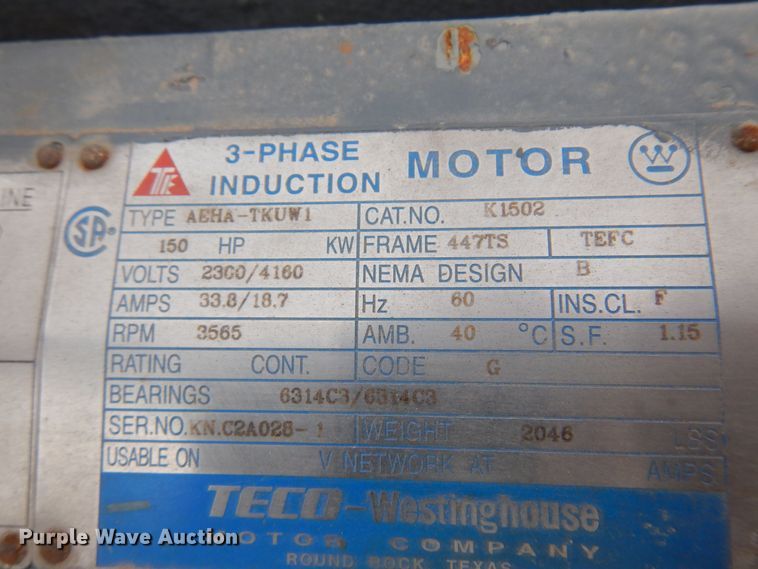 INE
TE
3-PHASE
INDUCTION MOTOR
W
SA
TYPE AEHA-TKUW1 CAT.NO. K1502
150 HP KW FRAME 447TS TEFC
VOLTS 2300/4160 NEMA DESIGN B
AMPS 33.8/18.7 Hz 60 INS.CL. F
RPM 3565 AMB. 40 °C S.F. 1.15
RATING CONT. CODE G
BEARINGS 6314C3/6314C3
SER.NO. KN.C2A028-1 WEIGHT 2046 LSS
USABLE ON V NETWORK AT AMPS
TECO-Westinghouse
MOTOR COMPANY
ROUND ROCK, TEXAS
Purple Wave Auction